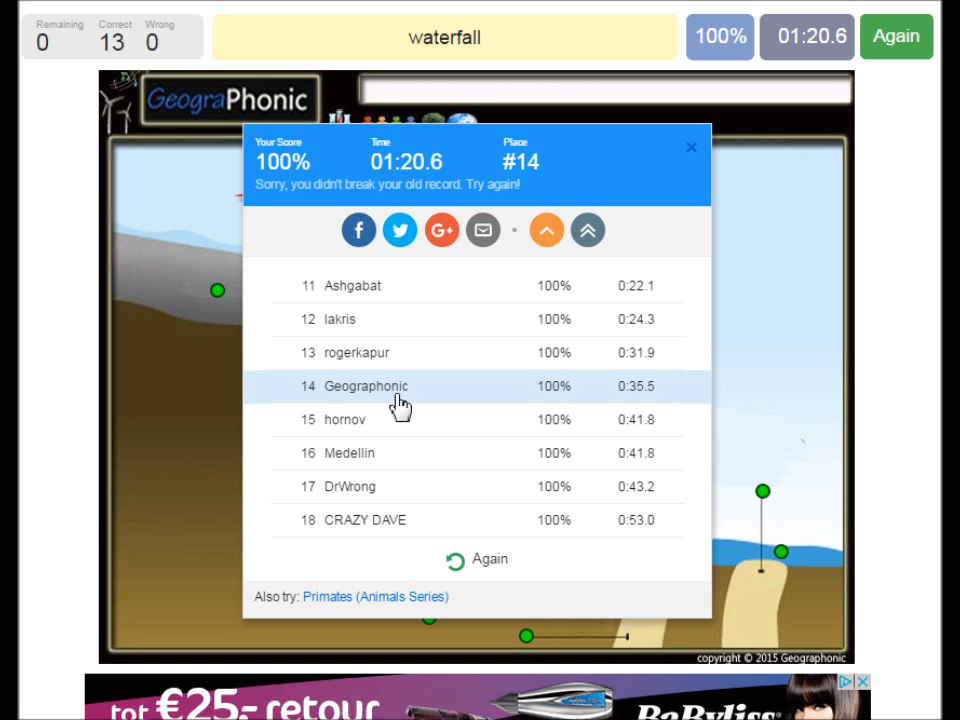 Remaining Correct Wrong
0 13 0
waterfall
100%
01:20.6
Again
GeograPhonic
Your Score Time Place
100% 01:20.6 #14
Sorry, you didn't break your old record. Try again!
11 Ashgabat 100% 0:22.1
12 lakris 100% 0:24.3
13 rogerkapur 100% 0:31.9
14 Geographonic 100% 0:35.5
15 hornov 100% 0:41.8
16 Medellin 100% 0:41.8
17 DrWrong 100% 0:43.2
18 CRAZY DAVE 100% 0:53.0
Again
Also try: Primates (Animals Series)
copyright © 2015 Geographonic
tot €25,- retour
BaByliss